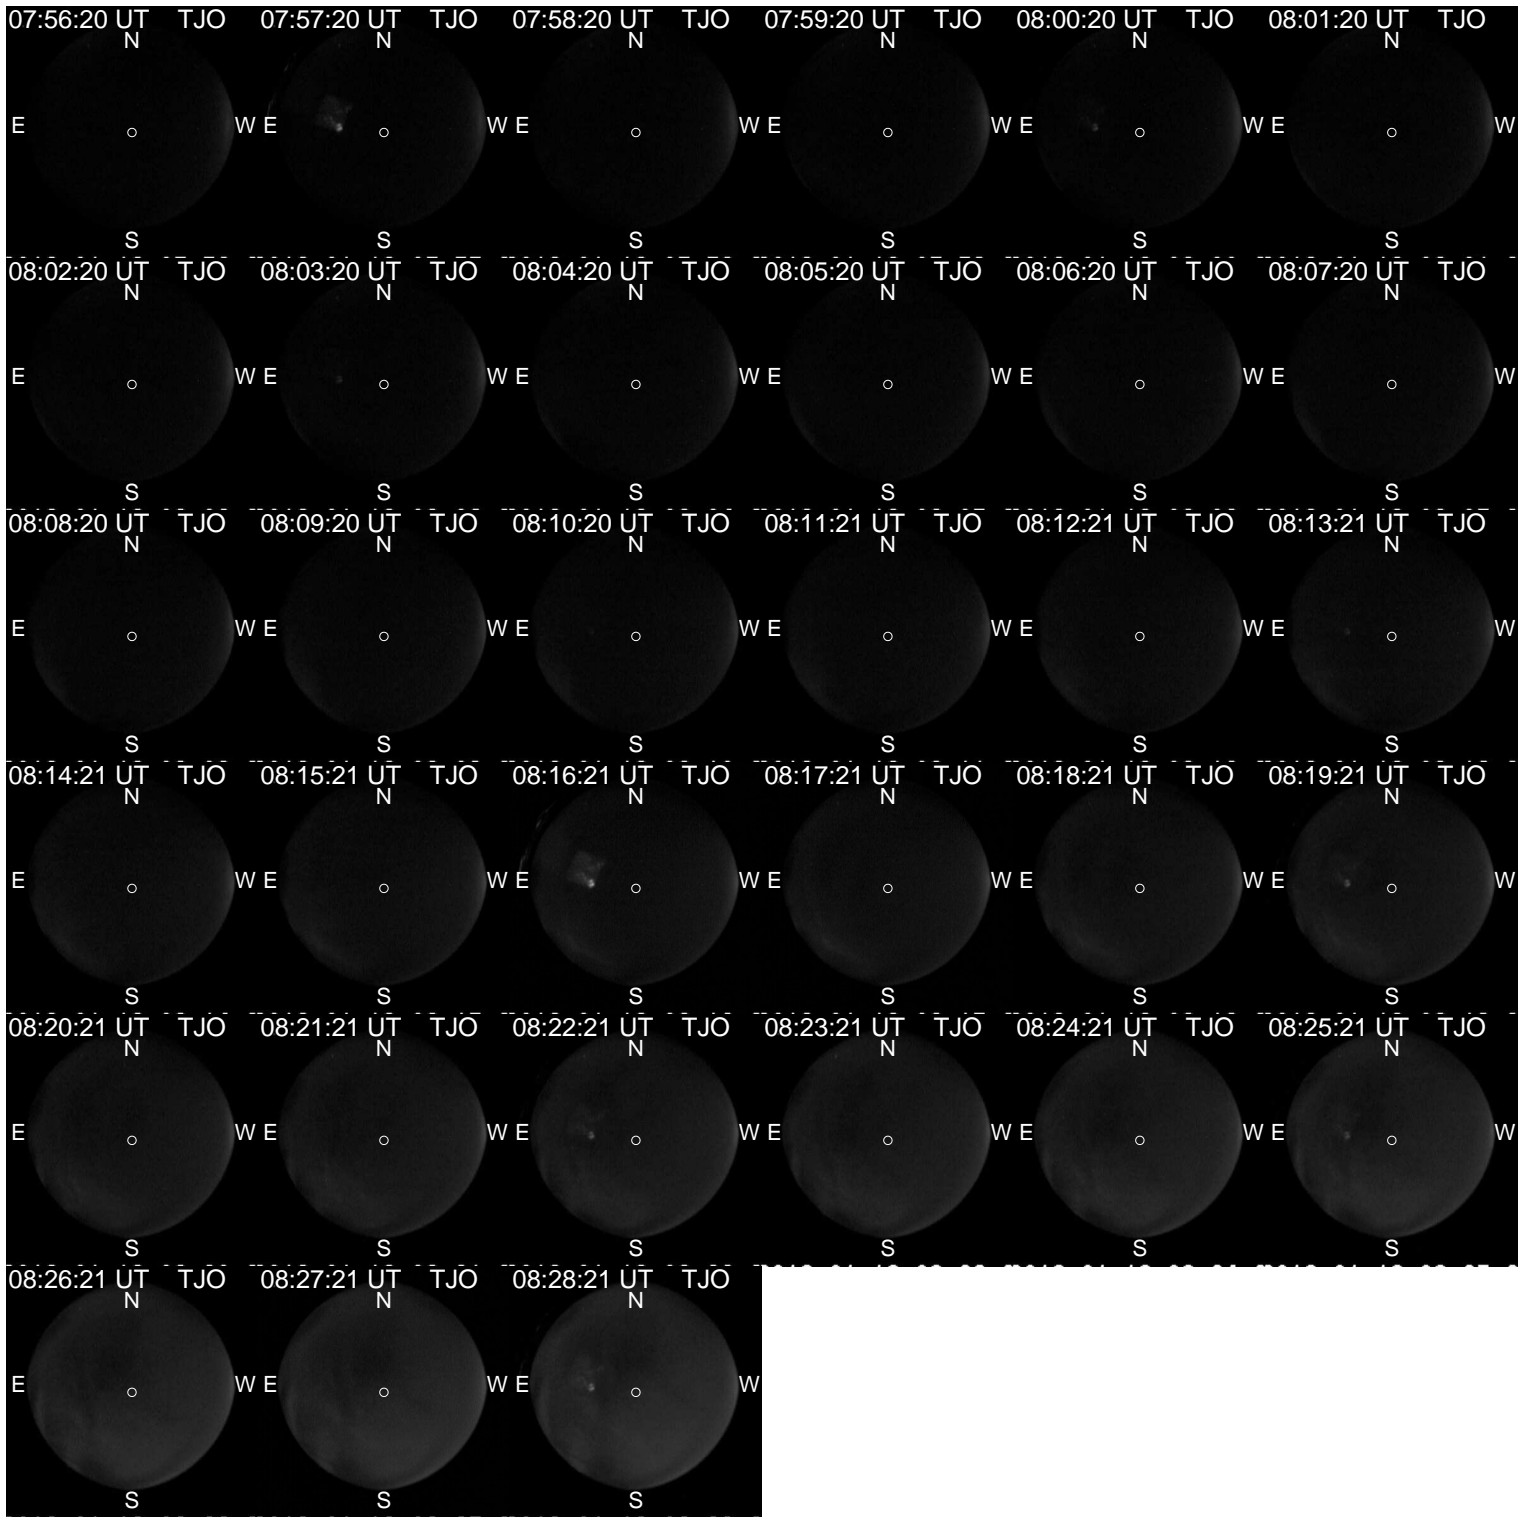 07:56:20 UT TJO 07:57:20 UT TJO 07:58:20 UT TJO 07:59:20 UT TJO 08:00:20 UT TJO 08:01:20 UT TJO
N N N N N N
E W E W E W E W E W E W
S S S S S S
08:02:20 UT TJO 08:03:20 UT TJO 08:04:20 UT TJO 08:05:20 UT TJO 08:06:20 UT TJO 08:07:20 UT TJO
N N N N N N
E W E W E W E W E W E W
S S S S S S
08:08:20 UT TJO 08:09:20 UT TJO 08:10:20 UT TJO 08:11:21 UT TJO 08:12:21 UT TJO 08:13:21 UT TJO
N N N N N N
E W E W E W E W E W E W
S S S S S S
08:14:21 UT TJO 08:15:21 UT TJO 08:16:21 UT TJO 08:17:21 UT TJO 08:18:21 UT TJO 08:19:21 UT TJO
N N N N N N
E W E W E W E W E W E W
S S S S S S
08:20:21 UT TJO 08:21:21 UT TJO 08:22:21 UT TJO 08:23:21 UT TJO 08:24:21 UT TJO 08:25:21 UT TJO
N N N N N N
E W E W E W E W E W E W
S S S S S S
08:26:21 UT TJO 08:27:21 UT TJO 08:28:21 UT TJO
N N N
E W E W E W
S S S